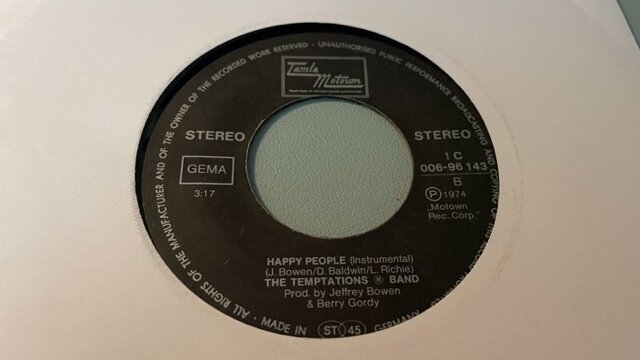 ALL RIGHTS OF THE MANUFACTURER AND OF THE OWNER OF THE RECORDED WORK RESERVED · UNAUTHORISED PUBLIC PERFORMANCE BROADCASTING AND COPYING OF THIS RECORD
Tamla
Motown
STEREO
STEREO
GEMA
3:17
1 C
006-96 143
B
Ⓟ 1974
„Motown
Rec. Corp."
HAPPY PEOPLE (Instrumental)
(J. Bowen/D. Baldwin/L. Richie)
THE TEMPTATIONS ® BAND
Prod. by Jeffrey Bowen
& Berry Gordy
MADE IN ST 45 GERMANY